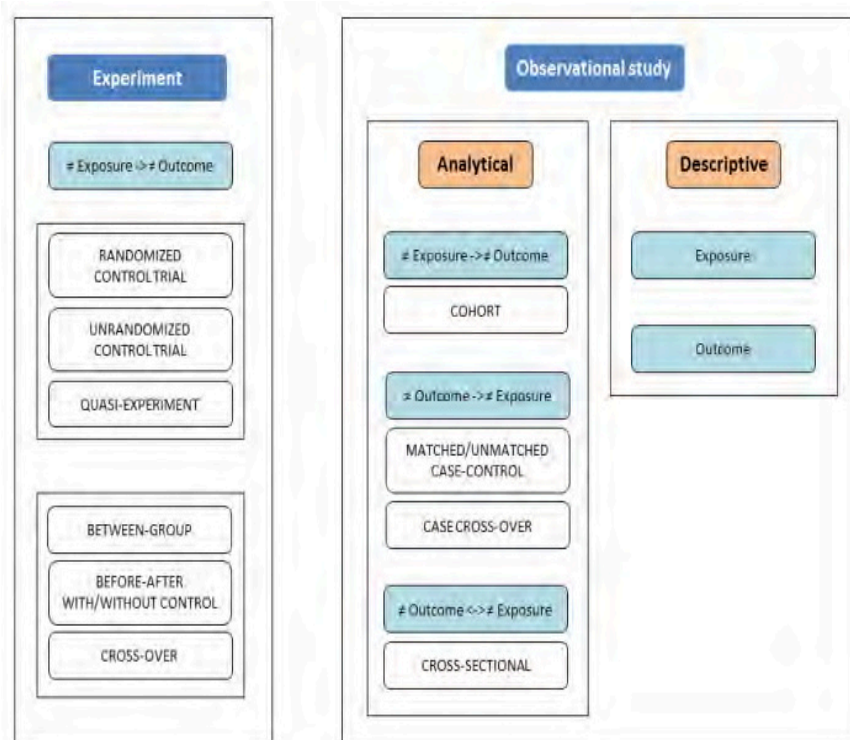 Experiment
≠ Exposure -> ≠ Outcome
RANDOMIZED
CONTROL TRIAL
UNRANDOMIZED
CONTROL TRIAL
QUASI-EXPERIMENT
BETWEEN-GROUP
BEFORE-AFTER
WITH/WITHOUT CONTROL
CROSS-OVER
Observational study
Analytical
≠ Exposure -> ≠ Outcome
COHORT
≠ Outcome -> ≠ Exposure
MATCHED/UNMATCHED
CASE-CONTROL
CASE CROSS-OVER
≠ Outcome <-> ≠ Exposure
CROSS-SECTIONAL
Descriptive
Exposure
Outcome